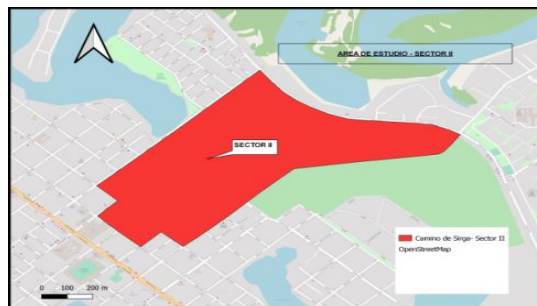 AREA DE ESTUDIO - SECTOR II
SECTOR II
Camino de Sirga- Sector II
OpenStreetMap
0 100 200 m